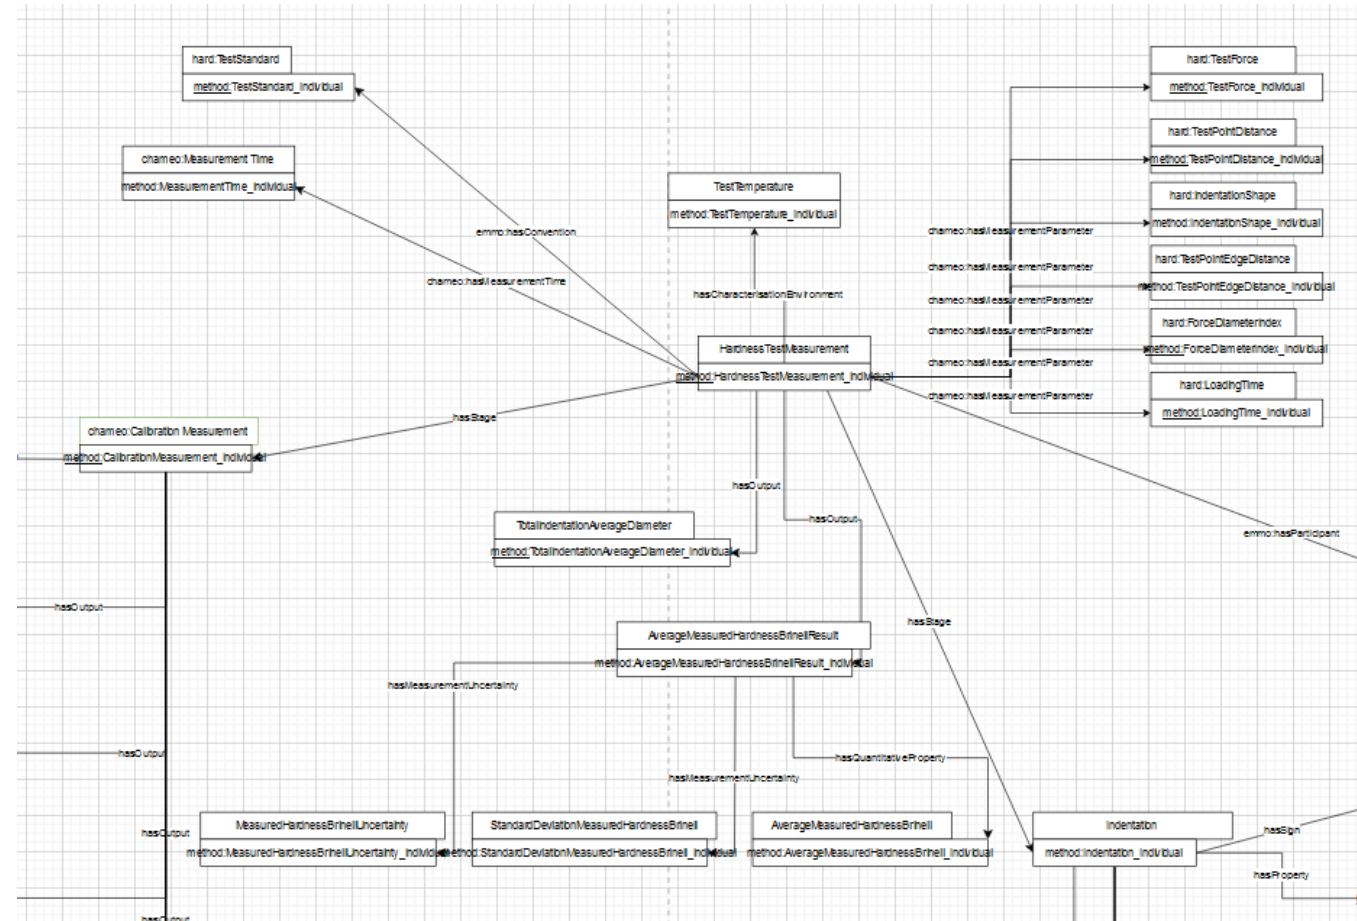 hard:TestStandard
method:TestStandard_Individual
hard:TestForce
method:TestForce_Individual
hard:TestPointDistance
method:TestPointDistance_Individual
chameo:Measurement Time
method:MeasurementTime_Individual
TestTemperature
method:TestTemperature_Individual
hard:IndentationShape
method:IndentationShape_Individual
emmo:hasConvention
chameo:hasMeasurementParameter
hard:TestPointEdgeDistance
chameo:hasMeasurementParameter
chameo:hasMeasurementTime
method:TestPointEdgeDistance_Individual
hasCharacterisationEnvironment
chameo:hasMeasurementParameter
hard:ForceDiameterIndex
chameo:hasMeasurementParameter
HardnessTestMeasurement
method:ForceDiameterIndex_Individual
chameo:hasMeasurementParameter
method:HardnessTestMeasurement_Individual
hard:LoadingTime
chameo:hasMeasurementParameter
method:LoadingTime_Individual
hasStage
chameo:Calibration Measurement
method:CalibrationMeasurement_Individual
hasOutput
hasOutput
TotalIndentationAverageDiameter
method:TotalIndentationAverageDiameter_Individual
emmo:hasParticipant
hasOutput
hasStage
AverageMeasuredHardnessBrinellResult
method:AverageMeasuredHardnessBrinellResult_Individual
hasMeasurementUncertainty
hasOutput
hasQuantitativeProperty
hasMeasurementUncertainty
MeasuredHardnessBrinellUncertainty
StandardDeviationMeasuredHardnessBrinell
AverageMeasuredHardnessBrinell
Indentation
hasOutput
hasSign
method:MeasuredHardnessBrinellUncertainty_Individual
method:StandardDeviationMeasuredHardnessBrinell_Individual
method:AverageMeasuredHardnessBrinell_Individual
method:Indentation_Individual
hasProperty
hasOutput